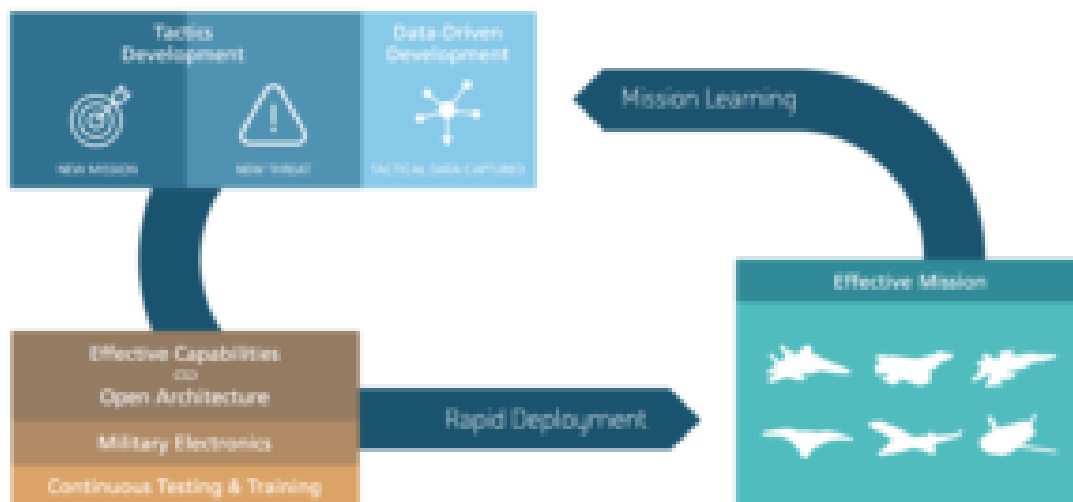 Tactics
Development
Data-Driven
Development
NEW MISSION
NEW THREAT
TACTICAL DATA CAPTURED
Mission Learning
Effective Mission
Effective Capabilities
Open Architecture
Military Electronics
Continuous Testing & Training
Rapid Deployment